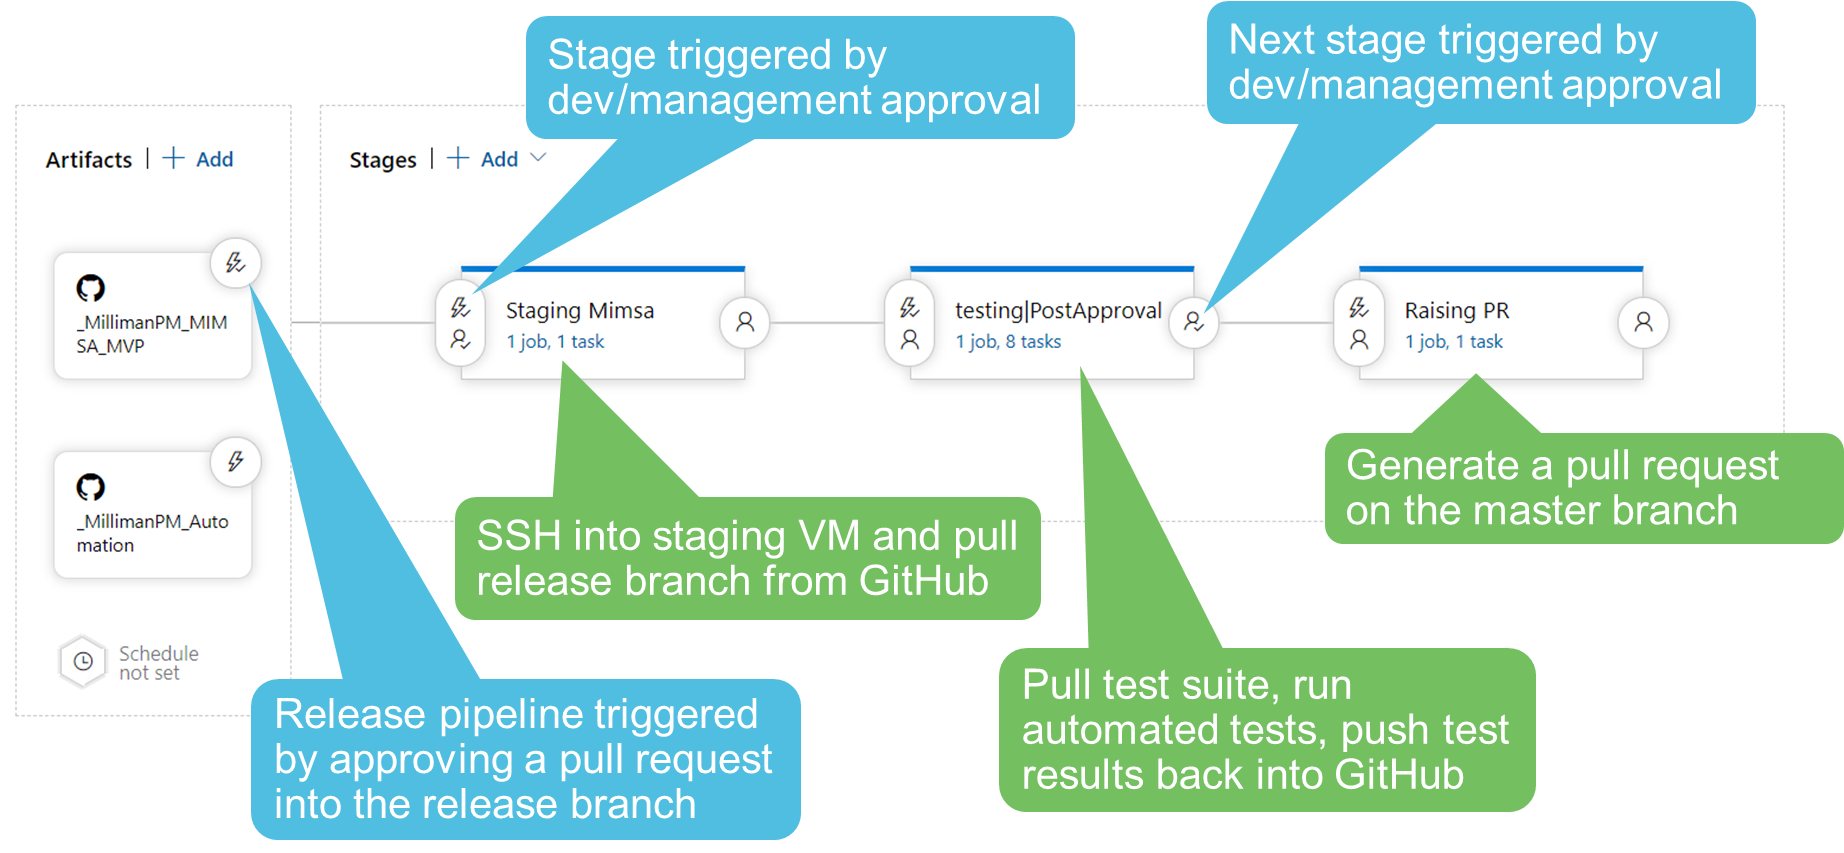 Stage triggered by
dev/management approval
Next stage triggered by
dev/management approval
Artifacts | + Add
Stages | + Add
_MillimanPM_MIM
SA_MVP
Staging Mimsa
1 job, 1 task
testing|PostApproval
1 job, 8 tasks
Raising PR
1 job, 1 task
_MillimanPM_Auto
mation
Schedule
not set
SSH into staging VM and pull
release branch from GitHub
Generate a pull request
on the master branch
Release pipeline triggered
by approving a pull request
into the release branch
Pull test suite, run
automated tests, push test
results back into GitHub